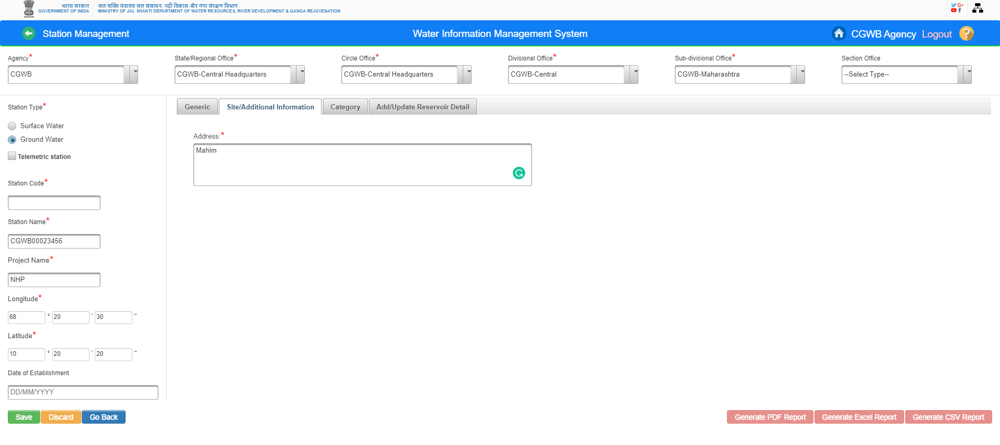 भारत सरकार
GOVERNMENT OF INDIA
जल शक्ति मंत्रालय जल संसाधन, नदी विकास और गंगा संरक्षण विभाग
MINISTRY OF JAL SHAKTI DEPARTMENT OF WATER RESOURCES, RIVER DEVELOPMENT & GANGA REJUVENATION
Station Management
Water Information Management System
CGWB Agency Logout ?
Agency* State/Regional Office* Circle Office* Divisional Office* Sub-divisional Office* Section Office
CGWB CGWB-Central Headquarters CGWB-Central Headquarters CGWB-Central CGWB-Maharashtra --Select Type--
Station Type*
Surface Water
Ground Water
Telemetric station
Station Code*
Station Name*
CGWB00023456
Project Name*
NHP
Longitude*
68 ° 20 ' 30 "
Latitude*
10 ° 20 ' 20 "
Date of Establishment
DD/MM/YYYY
Generic Site/Additional Information Category Add/Update Reservoir Detail
Address:*
Mahim
Save Discard Go Back
Generate PDF Report Generate Excel Report Generate CSV Report